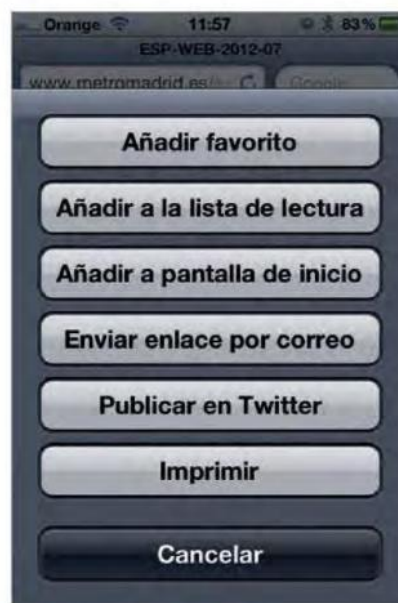 Orange 11:57 83%
ESP-WEB-2012-07
www.metromadrid.es/ Google
Añadir favorito
Añadir a la lista de lectura
Añadir a pantalla de inicio
Enviar enlace por correo
Publicar en Twitter
Imprimir
Cancelar